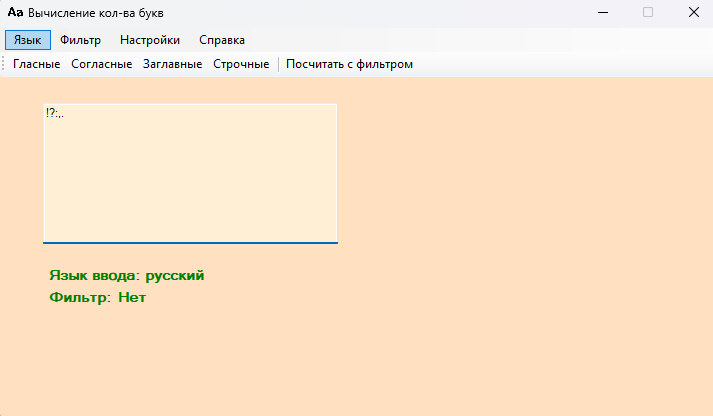 Aa Вычисление кол-ва букв
Язык Фильтр Настройки Справка
Гласные Согласные Заглавные Строчные Посчитать с фильтром
!?:,.
Язык ввода: русский
Фильтр: Нет